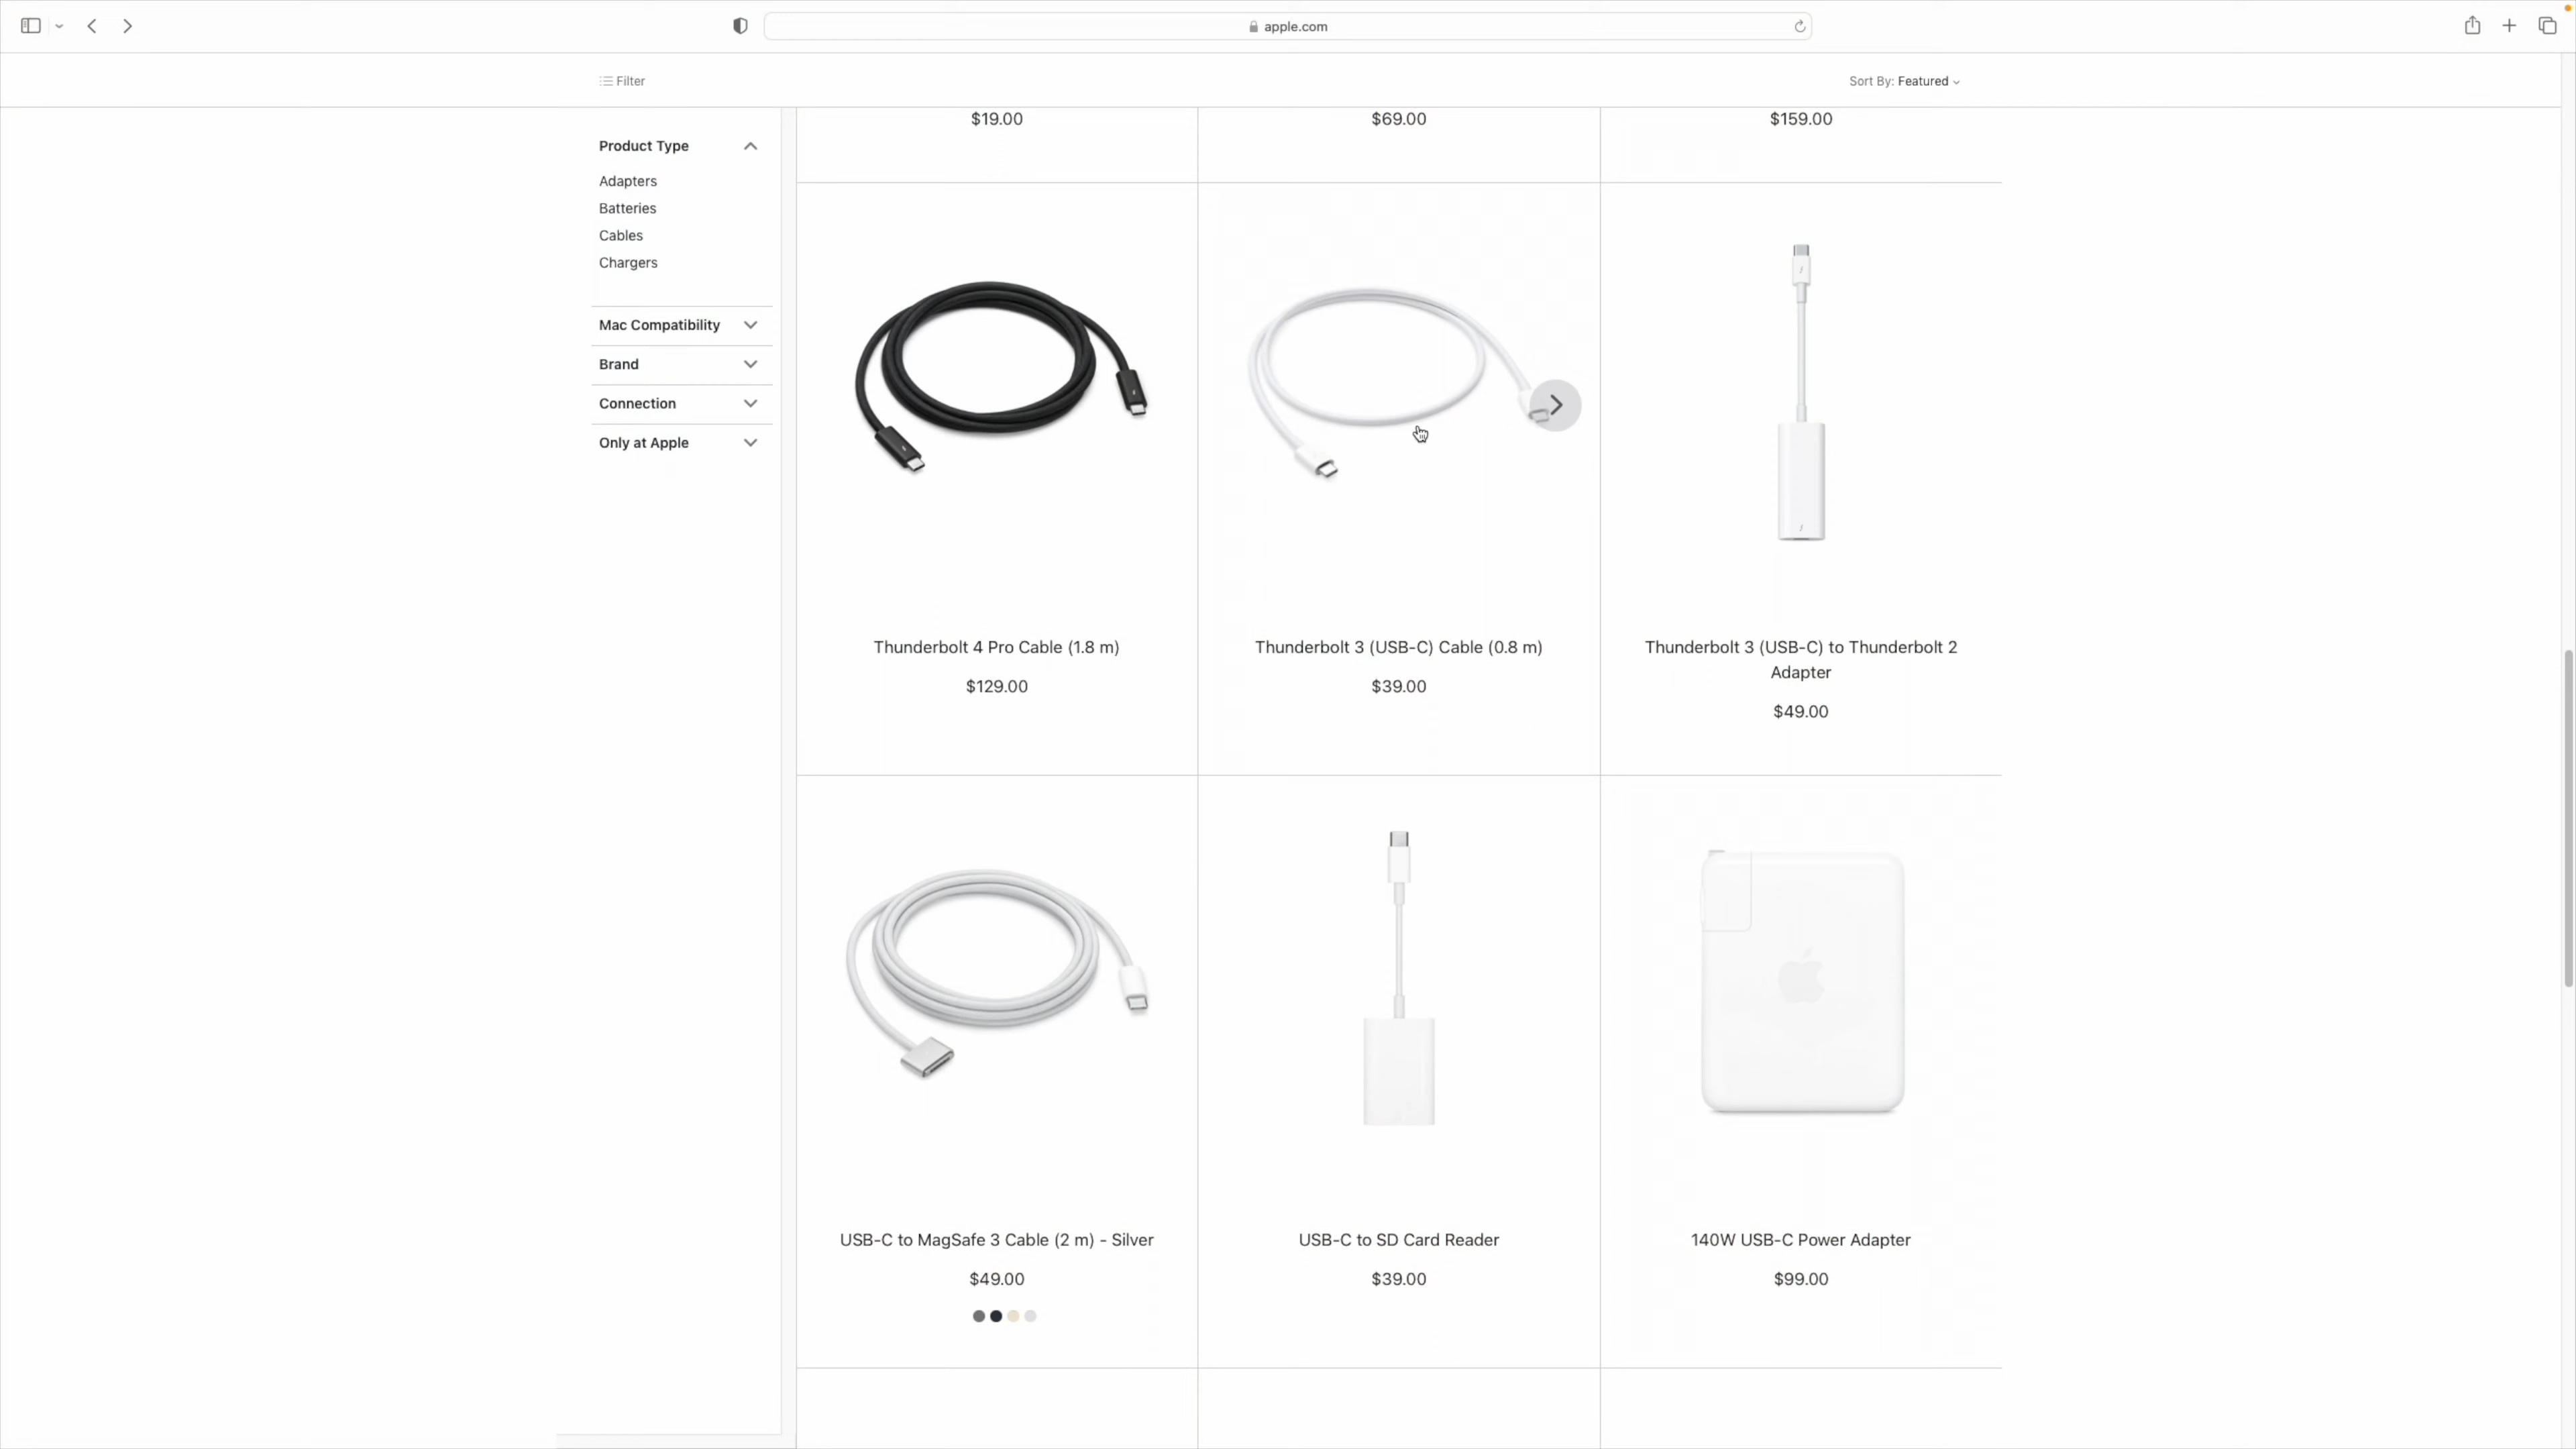 apple.com
Filter
Sort By: Featured
$19.00
$69.00
$159.00
Product Type
Adapters
Batteries
Cables
Chargers
Mac Compatibility
Brand
Connection
Only at Apple
Thunderbolt 4 Pro Cable (1.8 m)
$129.00
Thunderbolt 3 (USB-C) Cable (0.8 m)
$39.00
Thunderbolt 3 (USB-C) to Thunderbolt 2
Adapter
$49.00
USB-C to MagSafe 3 Cable (2 m) - Silver
$49.00
USB-C to SD Card Reader
$39.00
140W USB-C Power Adapter
$99.00